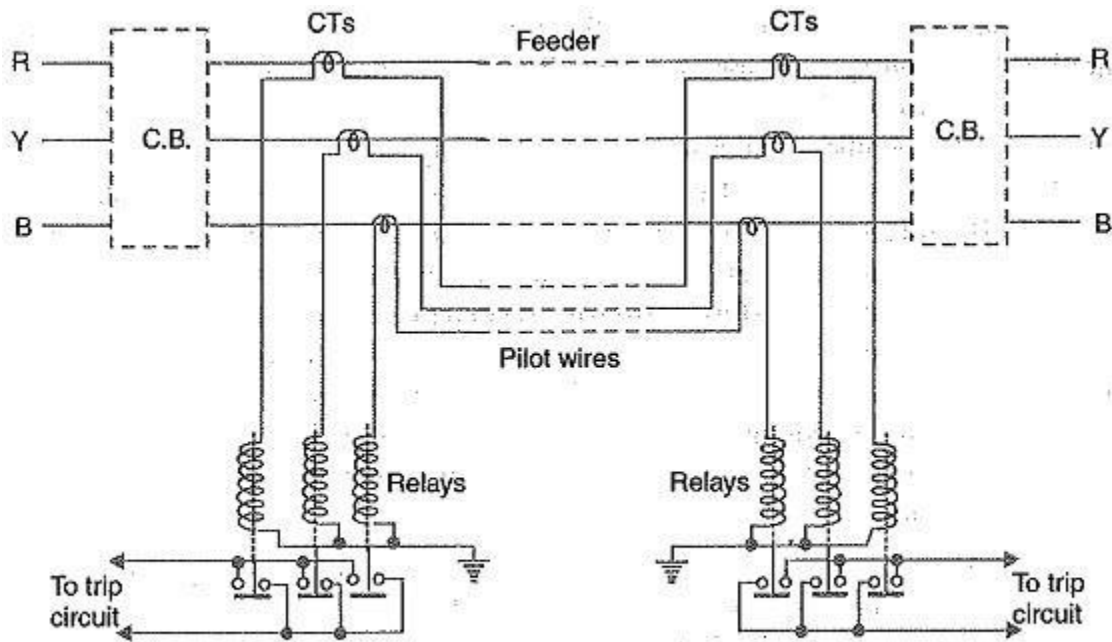 CTs
CTs
Feeder
R
R
C.B.
C.B.
Y
Y
B
B
Pilot wires
Relays
Relays
To trip
circuit
To trip
circuit